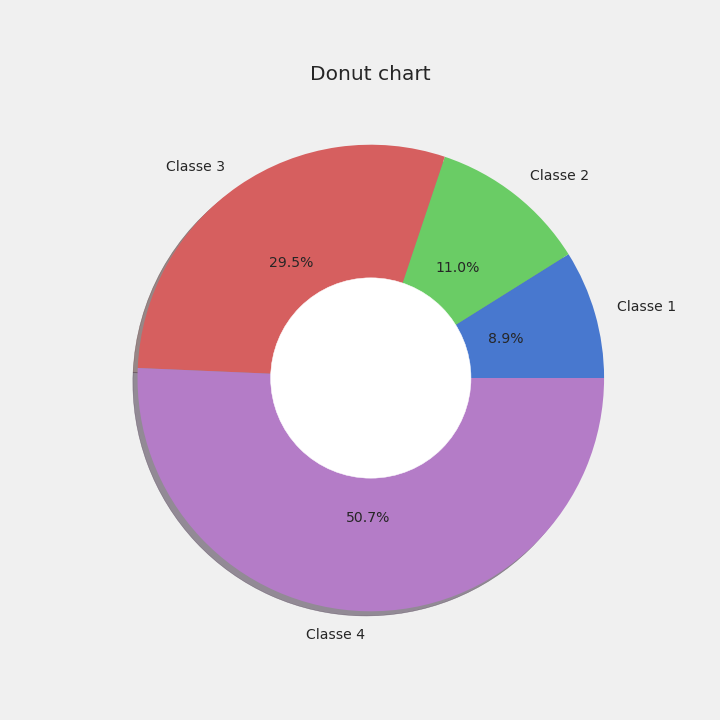 Donut chart
Classe 3
Classe 2
29.5%
11.0%
Classe 1
8.9%
50.7%
Classe 4